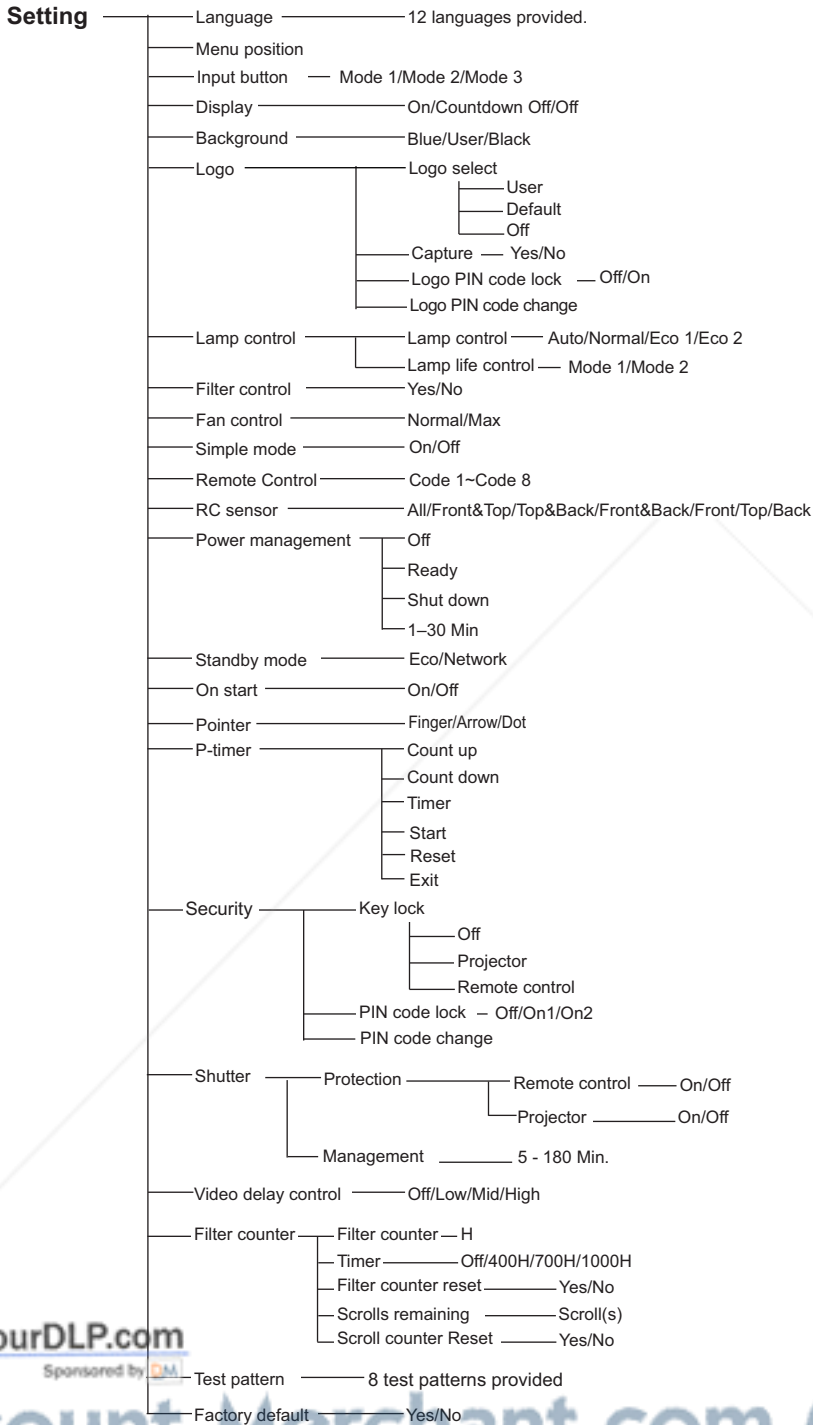 Setting
Language 12 languages provided.
Menu position
Input button Mode 1/Mode 2/Mode 3
Display On/Countdown Off/Off
Background Blue/User/Black
Logo Logo select
User
Default
Off
Capture Yes/No
Logo PIN code lock Off/On
Logo PIN code change
Lamp control Lamp control Auto/Normal/Eco 1/Eco 2
Lamp life control Mode 1/Mode 2
Filter control Yes/No
Fan control Normal/Max
Simple mode On/Off
Remote Control Code 1~Code 8
RC sensor All/Front&Top/Top&Back/Front&Back/Front/Top/Back
Power management Off
Ready
Shut down
1–30 Min
Standby mode Eco/Network
On start On/Off
Pointer Finger/Arrow/Dot
P-timer Count up
Count down
Timer
Start
Reset
Exit
Security Key lock
Off
Projector
Remote control
PIN code lock – Off/On1/On2
PIN code change
Shutter Protection Remote control On/Off
Projector On/Off
Management 5 - 180 Min.
Video delay control Off/Low/Mid/High
Filter counter Filter counter H
Timer Off/400H/700H/1000H
Filter counter reset Yes/No
Scrolls remaining Scroll(s)
Scroll counter Reset Yes/No
ourDLP.com
Sponsored by DM
Test pattern 8 test patterns provided
Factory default Yes/No